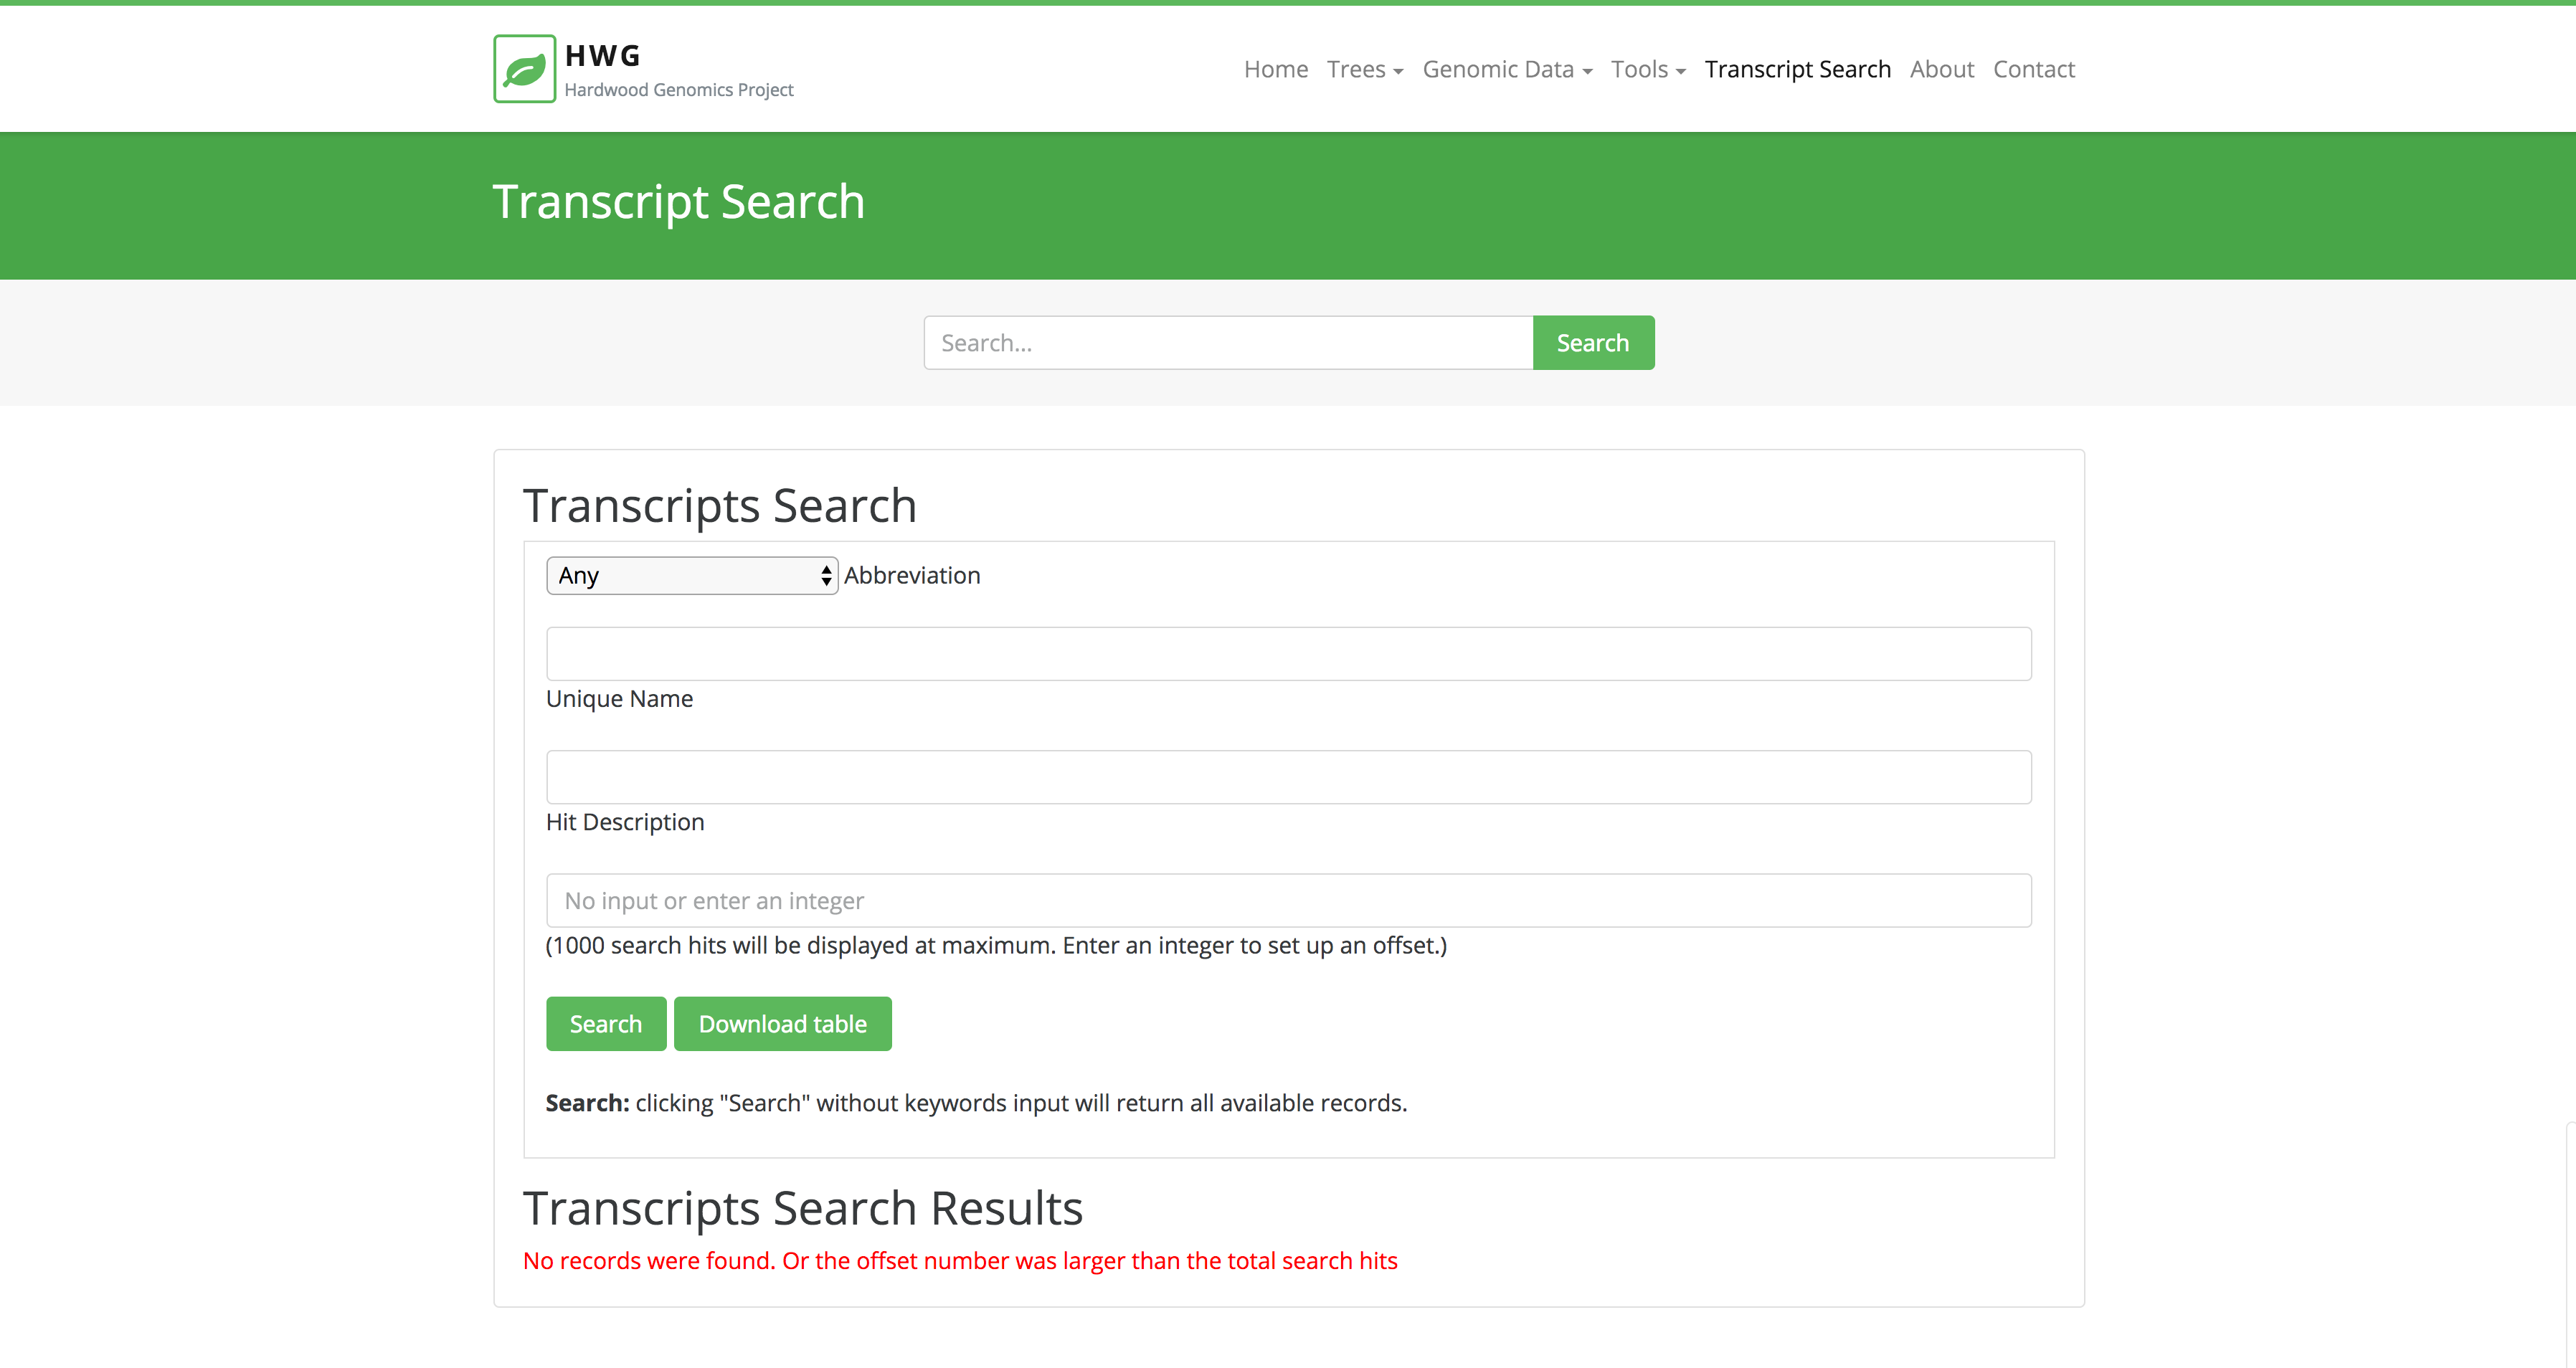 HWG
Hardwood Genomics Project
Home Trees Genomic Data Tools Transcript Search About Contact
Transcript Search
Search...
Search
Transcripts Search
Any Abbreviation
Unique Name
Hit Description
No input or enter an integer
(1000 search hits will be displayed at maximum. Enter an integer to set up an offset.)
Search Download table
Search: clicking "Search" without keywords input will return all available records.
Transcripts Search Results
No records were found. Or the offset number was larger than the total search hits